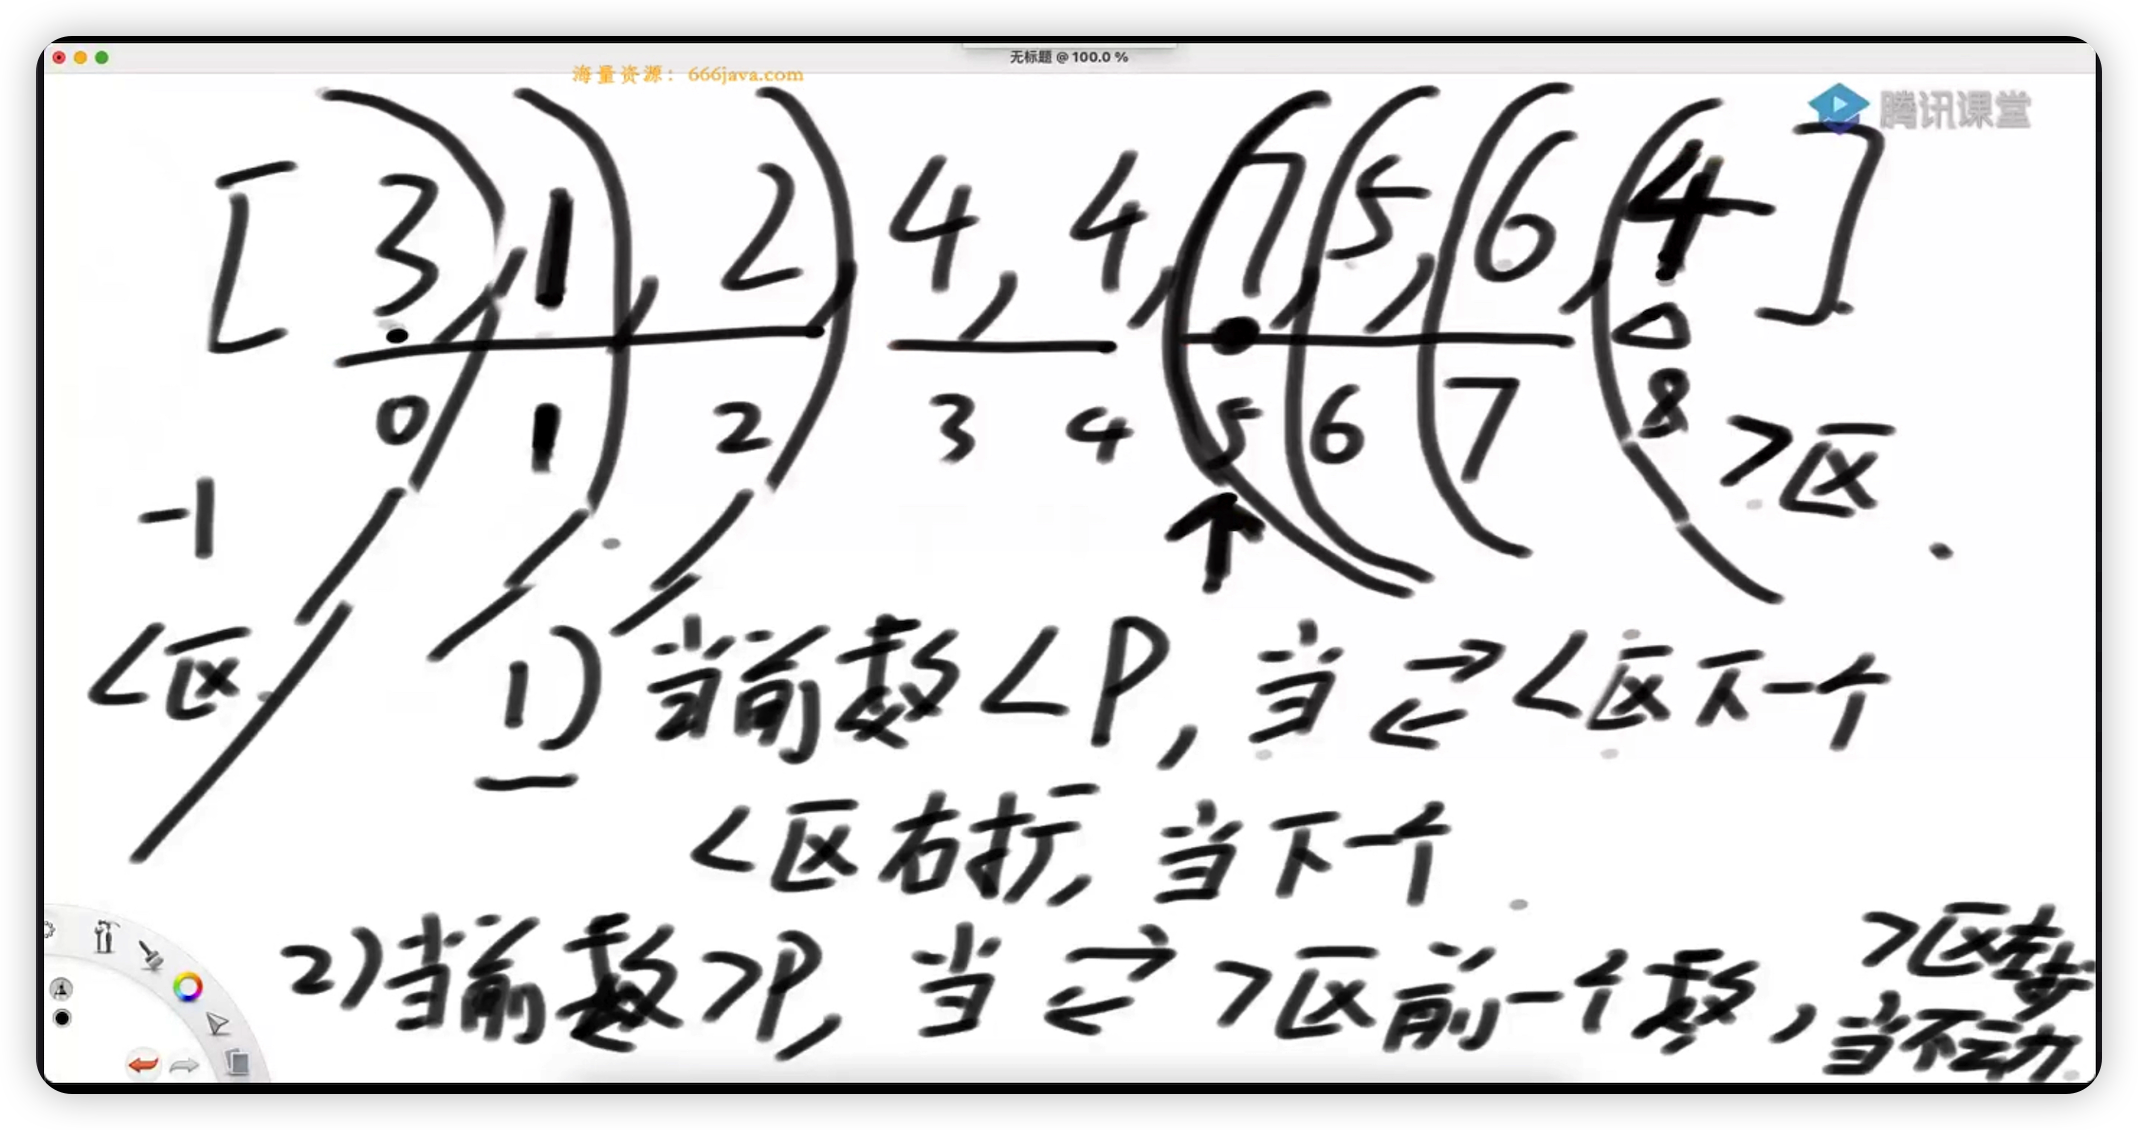 无标题 @ 100.0 %
海量资源：666java.com
腾讯课堂
[3,1,2,4,4,7,5,6,4]
0 1 2 3 4 5 6 7 8
>区
-1
<区
1)当前数<P,当⇄<区下一个
<区右扩,当下一个
2)当前数>P,当⇄>区前一个
>区左
当不动